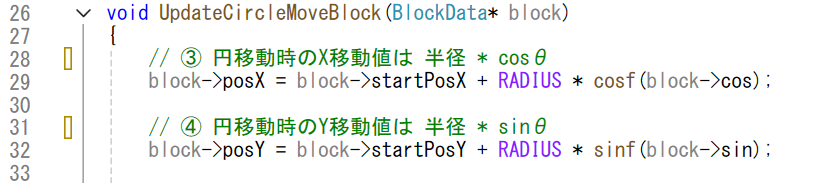 26 void UpdateCircleMoveBlock(BlockData* block)
27 {
28 // ③ 円移動時のX移動値は 半径 * cosθ
29 block->posX = block->startPosX + RADIUS * cosf(block->cos);
30
31 // ④ 円移動時のY移動値は 半径 * sinθ
32 block->posY = block->startPosY + RADIUS * sinf(block->sin);
33